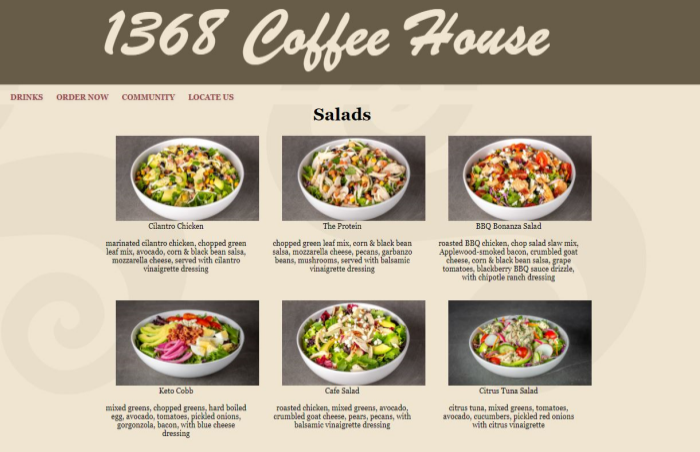 1368 Coffee House
DRINKS ORDER NOW COMMUNITY LOCATE US
Salads
Cilantro Chicken
marinated cilantro chicken, chopped green
leaf mix, avocado, corn & black bean salsa,
mozzarella cheese, served with cilantro
vinaigrette dressing
The Protein
chopped green leaf mix, corn & black bean
salsa, mozzarella cheese, pecans, garbanzo
beans, mushrooms, served with balsamic
vinaigrette dressing
BBQ Bonanza Salad
roasted BBQ chicken, chop salad slaw mix,
Applewood-smoked bacon, crumbled goat
cheese, corn & black bean salsa, grape
tomatoes, blackberry BBQ sauce drizzle,
with chipotle ranch dressing
Keto Cobb
mixed greens, chopped greens, hard boiled
egg, avocado, tomatoes, pickled onions,
gorgonzola, bacon, with blue cheese
dressing
Cafe Salad
roasted chicken, mixed greens, avocado,
crumbled goat cheese, pears, pecans, with
balsamic vinaigrette dressing
Citrus Tuna Salad
citrus tuna, mixed greens, tomatoes,
avocado, cucumbers, pickled red onions
with citrus vinaigrette